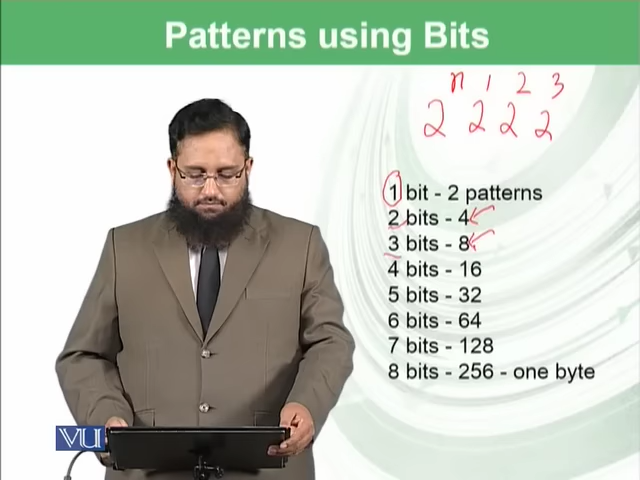 Patterns using Bits
n 1 2 3
2 2 2 2
1 bit - 2 patterns
2 bits - 4
3 bits - 8
4 bits - 16
5 bits - 32
6 bits - 64
7 bits - 128
8 bits - 256 - one byte
VU